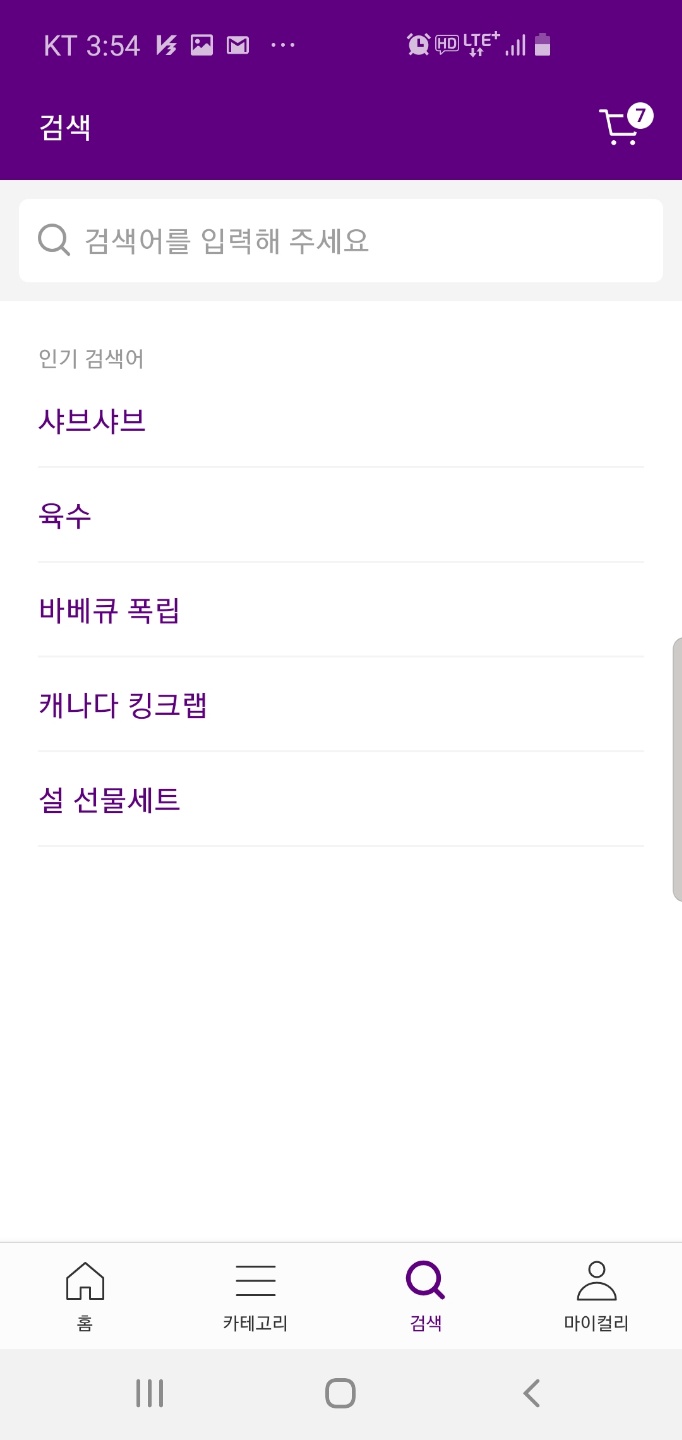 KT 3:54
HD LTE+
검색
7
검색어를 입력해 주세요
인기 검색어
샤브샤브
육수
바베큐 폭립
캐나다 킹크랩
설 선물세트
홈
카테고리
검색
마이컬리